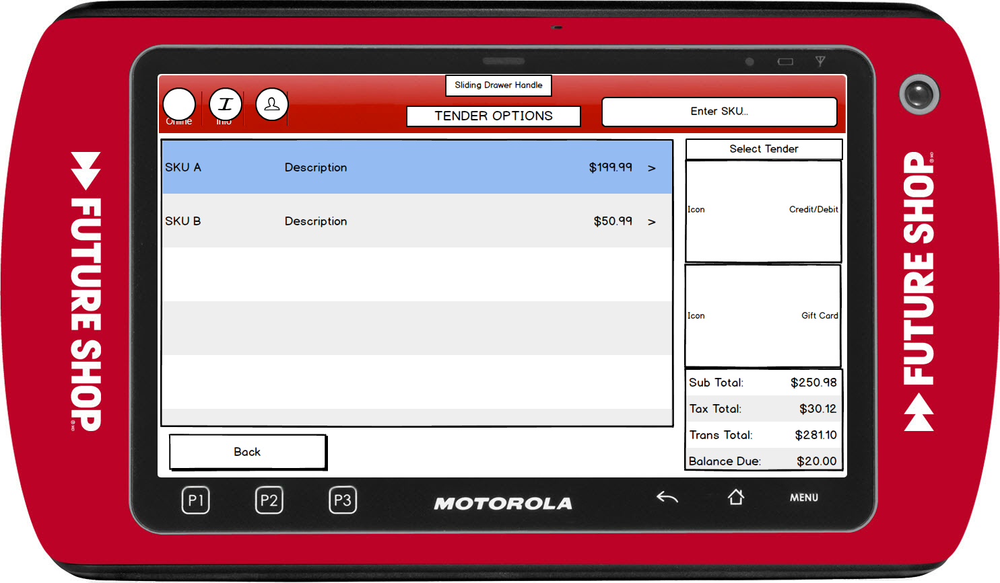 Sliding Drawer Handle
Online
Info
TENDER OPTIONS
Enter SKU...
SKU A Description $199.99 >
SKU B Description $50.99 >
Select Tender
Icon Credit/Debit
Icon Gift Card
Sub Total: $250.98
Tax Total: $30.12
Trans Total: $281.10
Balance Due: $20.00
Back
P1 P2 P3 MOTOROLA MENU
FUTURE SHOP
®MD
FUTURE SHOP
®MD